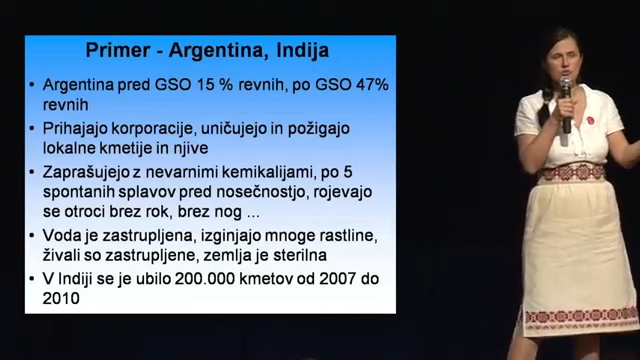 Primer - Argentina, Indija
• Argentina pred GSO 15 % revnih, po GSO 47%
revnih
• Prihajajo korporacije, uničujejo in požigajo
lokalne kmetije in njive
• Zaprašujejo z nevarnimi kemikalijami, po 5
spontanih splavov pred nosečnostjo, rojevajo
se otroci brez rok, brez nog ...
• Voda je zastrupljena, izginjajo mnoge rastline,
živali so zastrupljene, zemlja je sterilna
• V Indiji se je ubilo 200.000 kmetov od 2007 do
2010